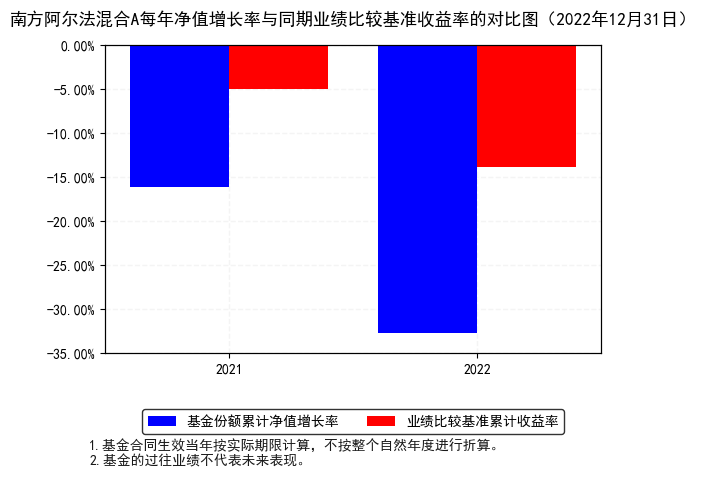 南方阿尔法混合A每年净值增长率与同期业绩比较基准收益率的对比图（2022年12月31日）
0.00%
-5.00%
-10.00%
-15.00%
-20.00%
-25.00%
-30.00%
-35.00%
2021 2022
基金份额累计净值增长率 业绩比较基准累计收益率
1.基金合同生效当年按实际期限计算，不按整个自然年度进行折算。
2.基金的过往业绩不代表未来表现。